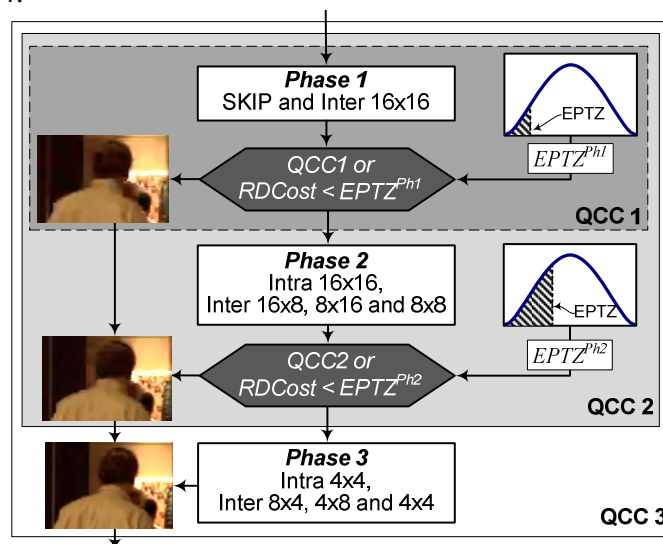 Phase 1
SKIP and Inter 16x16
EPTZ
EPTZ^Ph1
QCC1 or
RDCost < EPTZ^Ph1
QCC 1
Phase 2
Intra 16x16,
Inter 16x8, 8x16 and 8x8
EPTZ
EPTZ^Ph2
QCC2 or
RDCost < EPTZ^Ph2
QCC 2
Phase 3
Intra 4x4,
Inter 8x4, 4x8 and 4x4
QCC 3